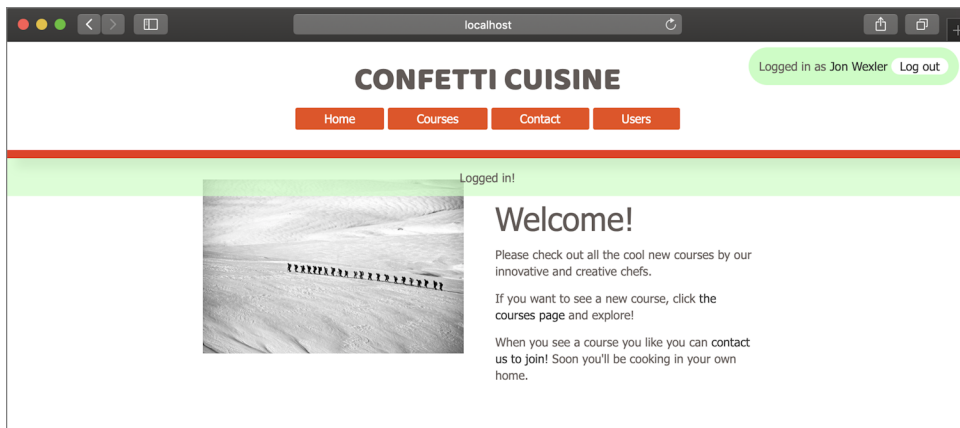 localhost
Logged in as Jon Wexler Log out
CONFETTI CUISINE
Home Courses Contact Users
Logged in!
Welcome!
Please check out all the cool new courses by our
innovative and creative chefs.
If you want to see a new course, click the
courses page and explore!
When you see a course you like you can contact
us to join! Soon you'll be cooking in your own
home.